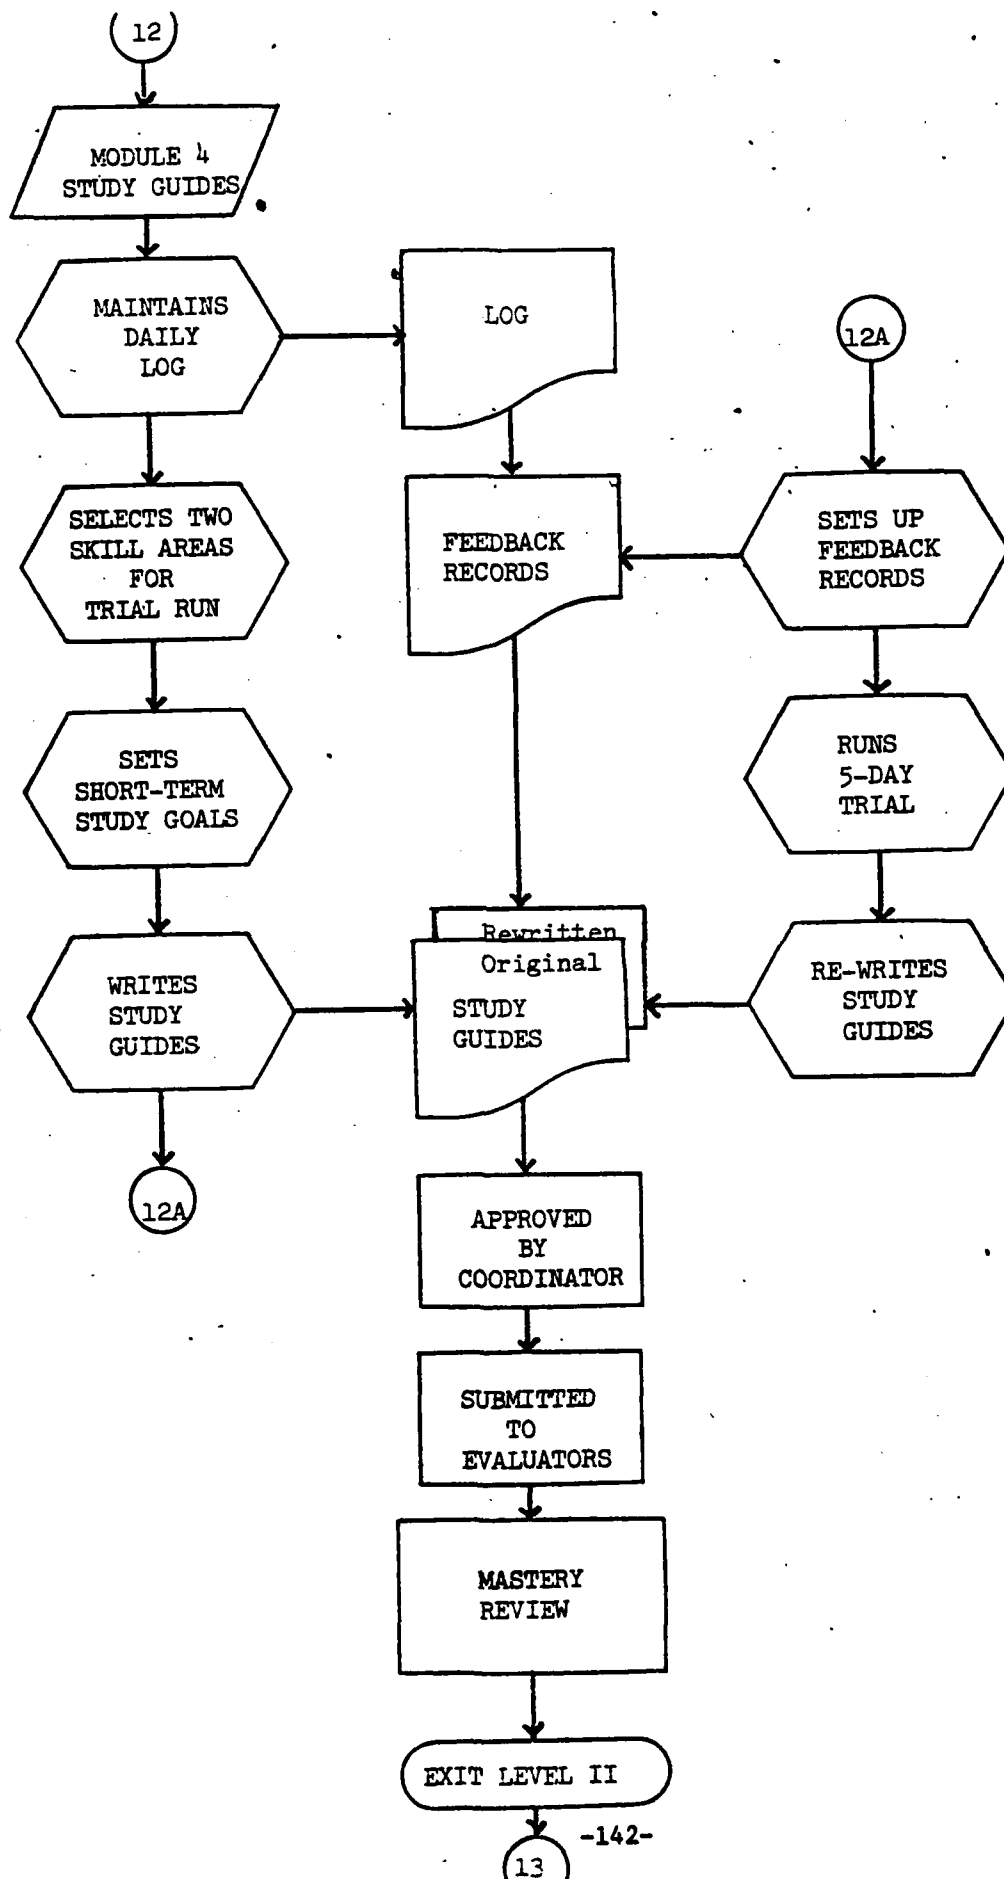 12
MODULE 4
STUDY GUIDES
MAINTAINS
DAILY
LOG
SELECTS TWO
SKILL AREAS
FOR
TRIAL RUN
SETS
SHORT-TERM
STUDY GOALS
WRITES
STUDY
GUIDES
12A
LOG
FEEDBACK
RECORDS
Rewritten
Original
STUDY
GUIDES
APPROVED
BY
COORDINATOR
SUBMITTED
TO
EVALUATORS
MASTERY
REVIEW
EXIT LEVEL II
13
12A
SETS UP
FEEDBACK
RECORDS
RUNS
5-DAY
TRIAL
RE-WRITES
STUDY
GUIDES
-142-